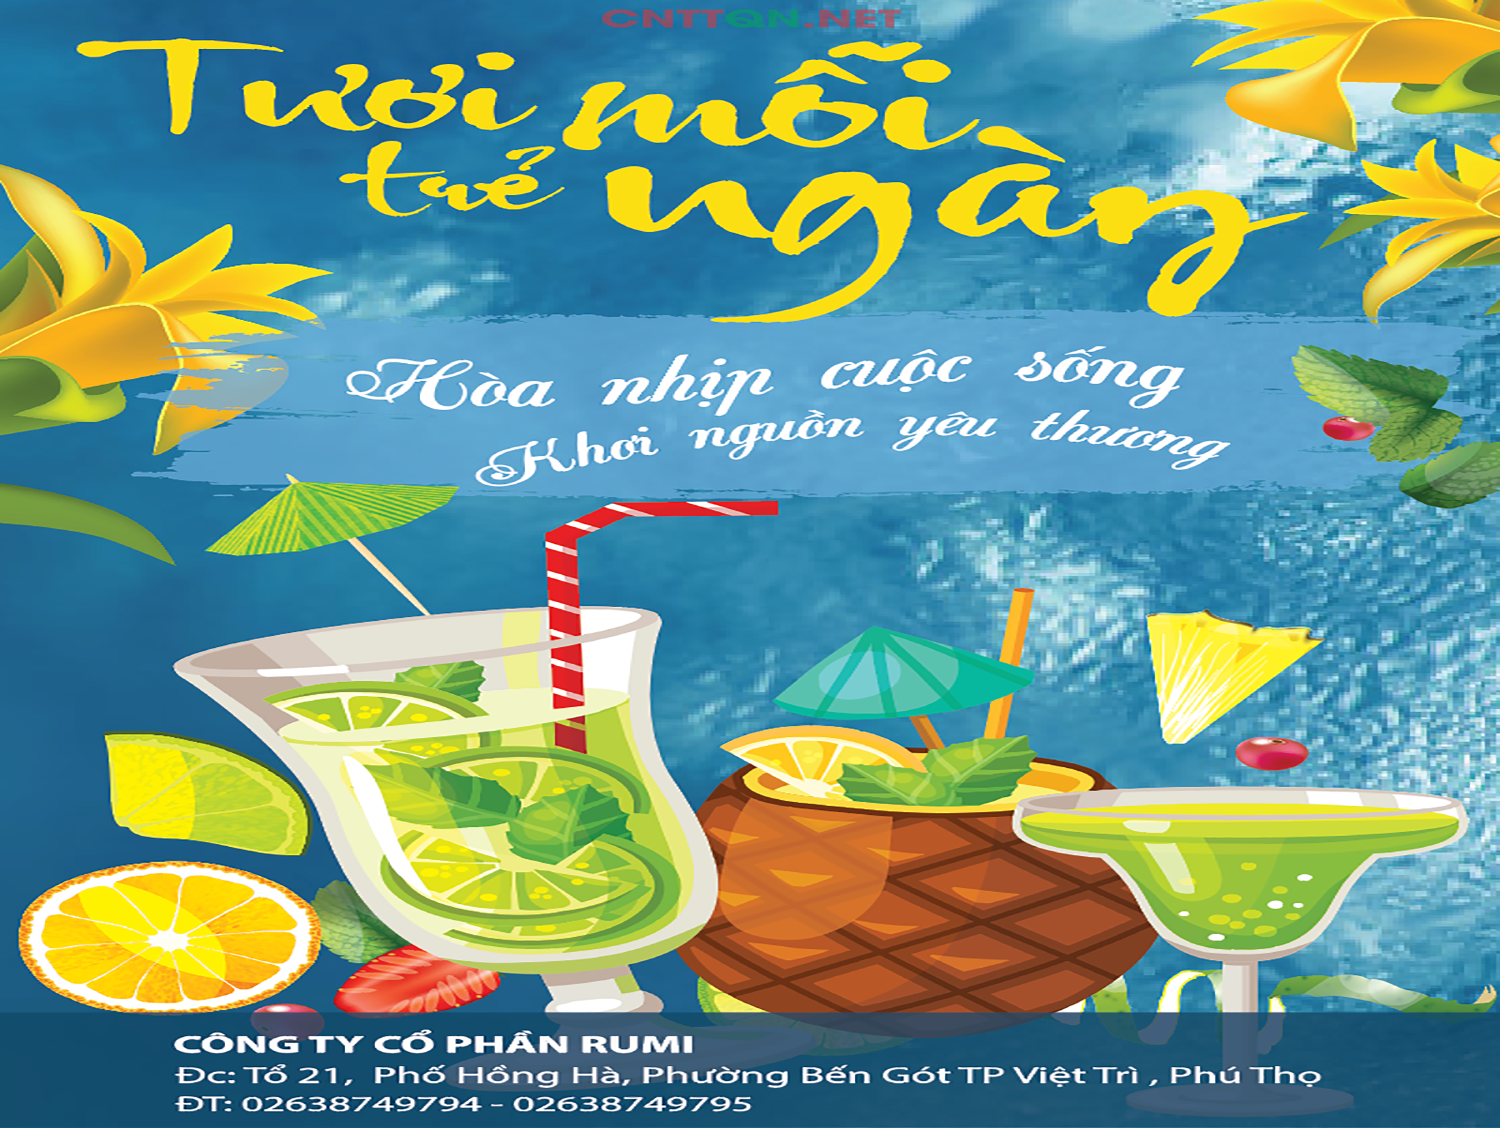 CNTTQN.NET
Tươi mỗi
trẻ ngàn
Hòa nhịp cuộc sống
Khơi nguồn yêu thương
CÔNG TY CỔ PHẦN RUMI
Đc: Tổ 21, Phố Hồng Hà, Phường Bến Gót TP Việt Trì , Phú Thọ
ĐT: 02638749794 - 02638749795